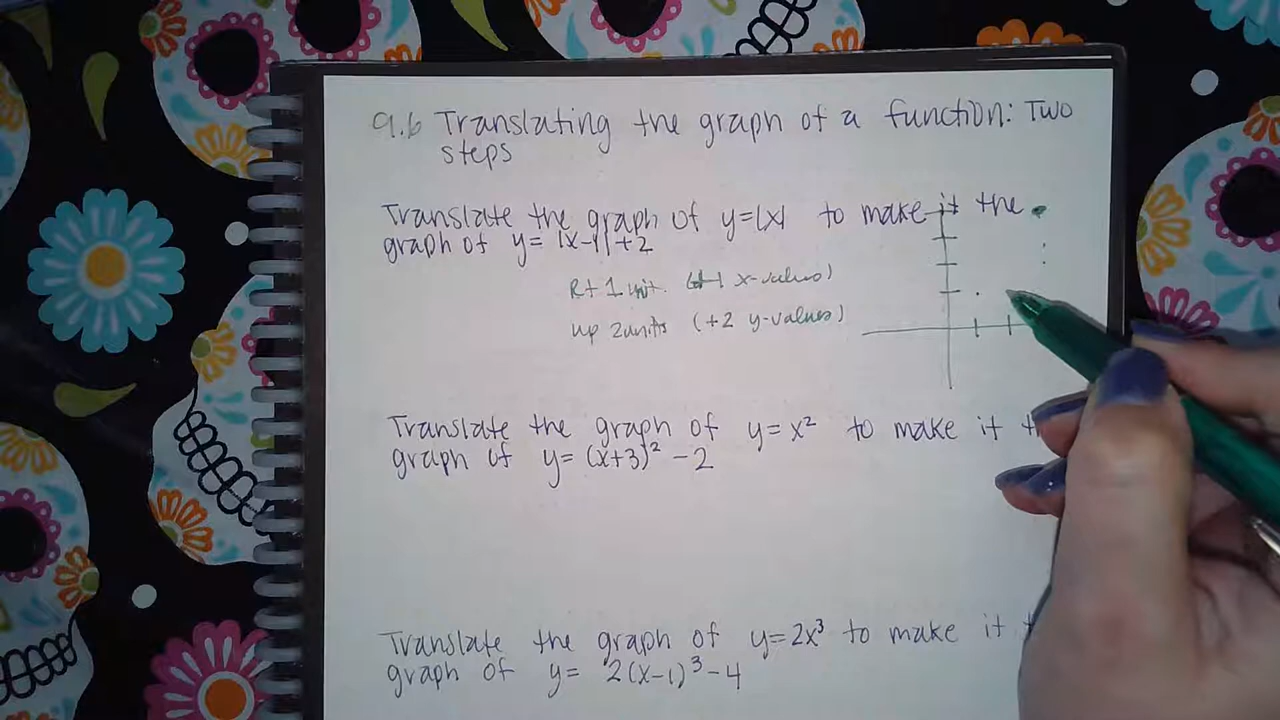 9.6 Translating the graph of a function: Two
steps
Translate the graph of y=|x| to make it the
graph of y= |x-1|+2
Rt 1 unit. (+1 x-values)
up 2units (+2 y-values)
Translate the graph of y= x² to make it
graph of y= (x+3)² -2
Translate the graph of y=2x³ to make it
graph of y= 2(x-1)³-4